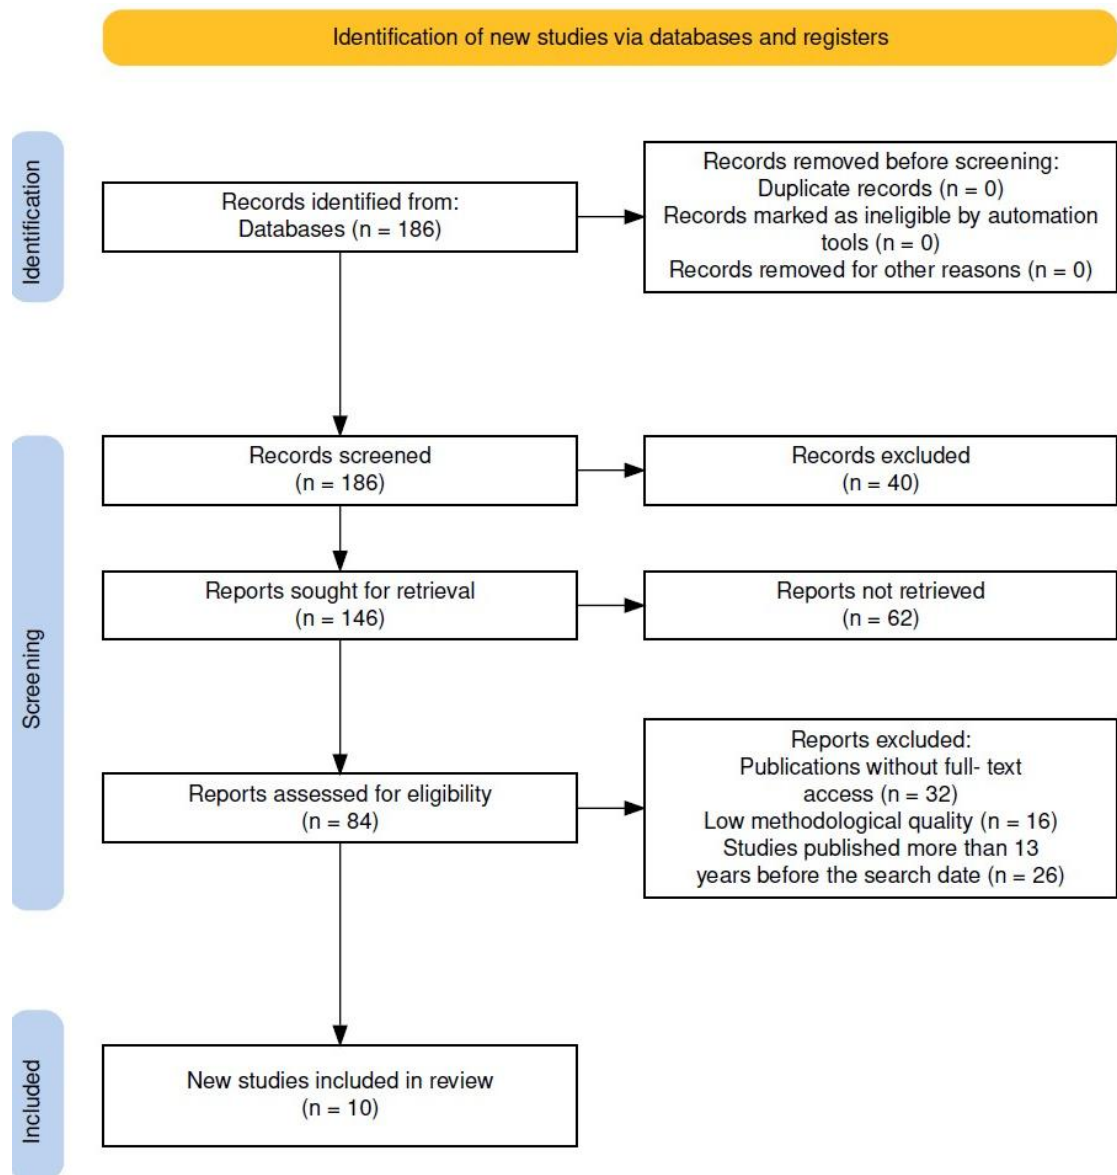 Identification of new studies via databases and registers
Identification
Records identified from:
Databases (n = 186)
Records removed before screening:
Duplicate records (n = 0)
Records marked as ineligible by automation
tools (n = 0)
Records removed for other reasons (n = 0)
Screening
Records screened
(n = 186)
Records excluded
(n = 40)
Reports sought for retrieval
(n = 146)
Reports not retrieved
(n = 62)
Reports assessed for eligibility
(n = 84)
Reports excluded:
Publications without full- text
access (n = 32)
Low methodological quality (n = 16)
Studies published more than 13
years before the search date (n = 26)
Included
New studies included in review
(n = 10)